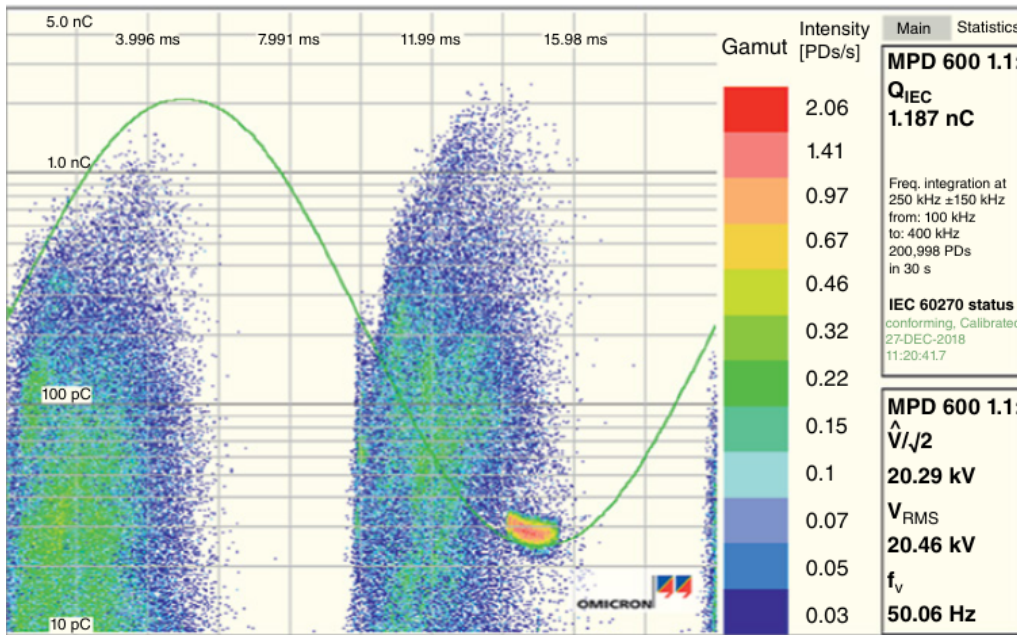 5.0 nC
3.996 ms
7.991 ms
11.99 ms
15.98 ms
1.0 nC
100 pC
10 pC
OMICRON
Gamut
Intensity
[PDs/s]
2.06
1.41
0.97
0.67
0.46
0.32
0.22
0.15
0.1
0.07
0.05
0.03
Main
Statistics
MPD 600 1.1:
Q IEC
1.187 nC
Freq. integration at
250 kHz ±150 kHz
from: 100 kHz
to: 400 kHz
200,998 PDs
in 30 s
IEC 60270 status
conforming, Calibrated
27-DEC-2018
11:20:41.7
MPD 600 1.1:
V̂/√2
20.29 kV
V RMS
20.46 kV
f v
50.06 Hz